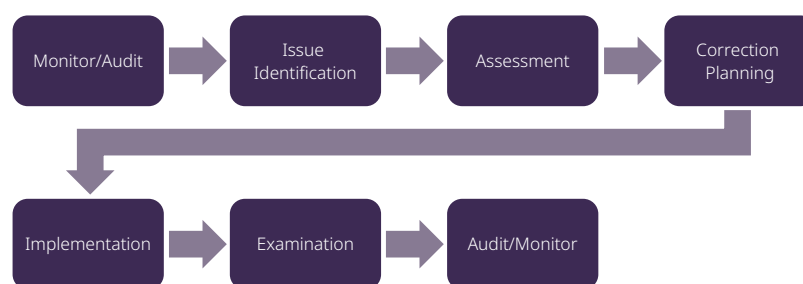 Monitor/Audit
Issue
Identification
Assessment
Correction
Planning
Implementation
Examination
Audit/Monitor